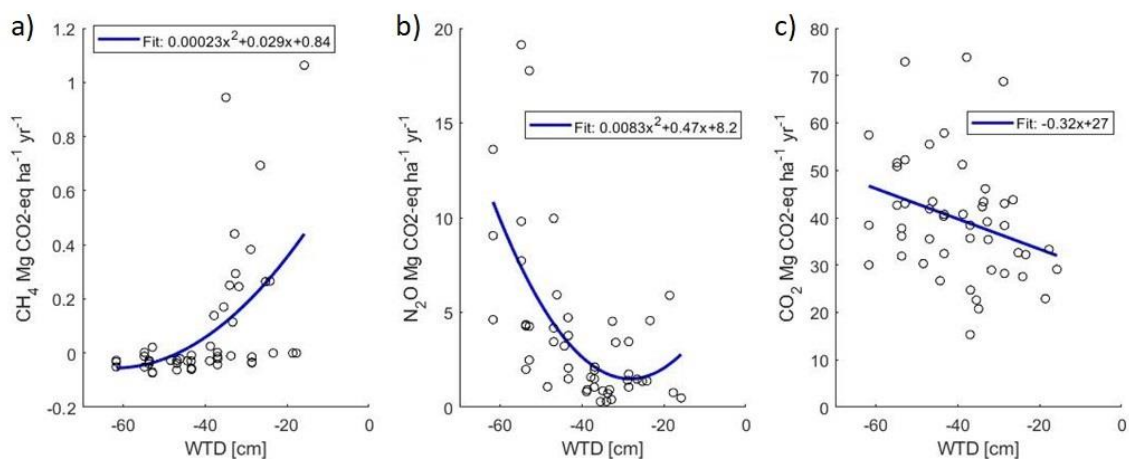 a)
1.2
1
0.8
0.6
0.4
0.2
0
-0.2
CH₄ Mg CO2-eq ha⁻¹ yr⁻¹
Fit: 0.00023x²+0.029x+0.84
-60 -40 -20 0
WTD [cm]
b)
20
15
10
5
0
N₂O Mg CO2-eq ha⁻¹ yr⁻¹
Fit: 0.0083x²+0.47x+8.2
-60 -40 -20 0
WTD [cm]
c)
80
70
60
50
40
30
20
10
0
CO₂ Mg CO2-eq ha⁻¹ yr⁻¹
Fit: -0.32x+27
-60 -40 -20 0
WTD [cm]